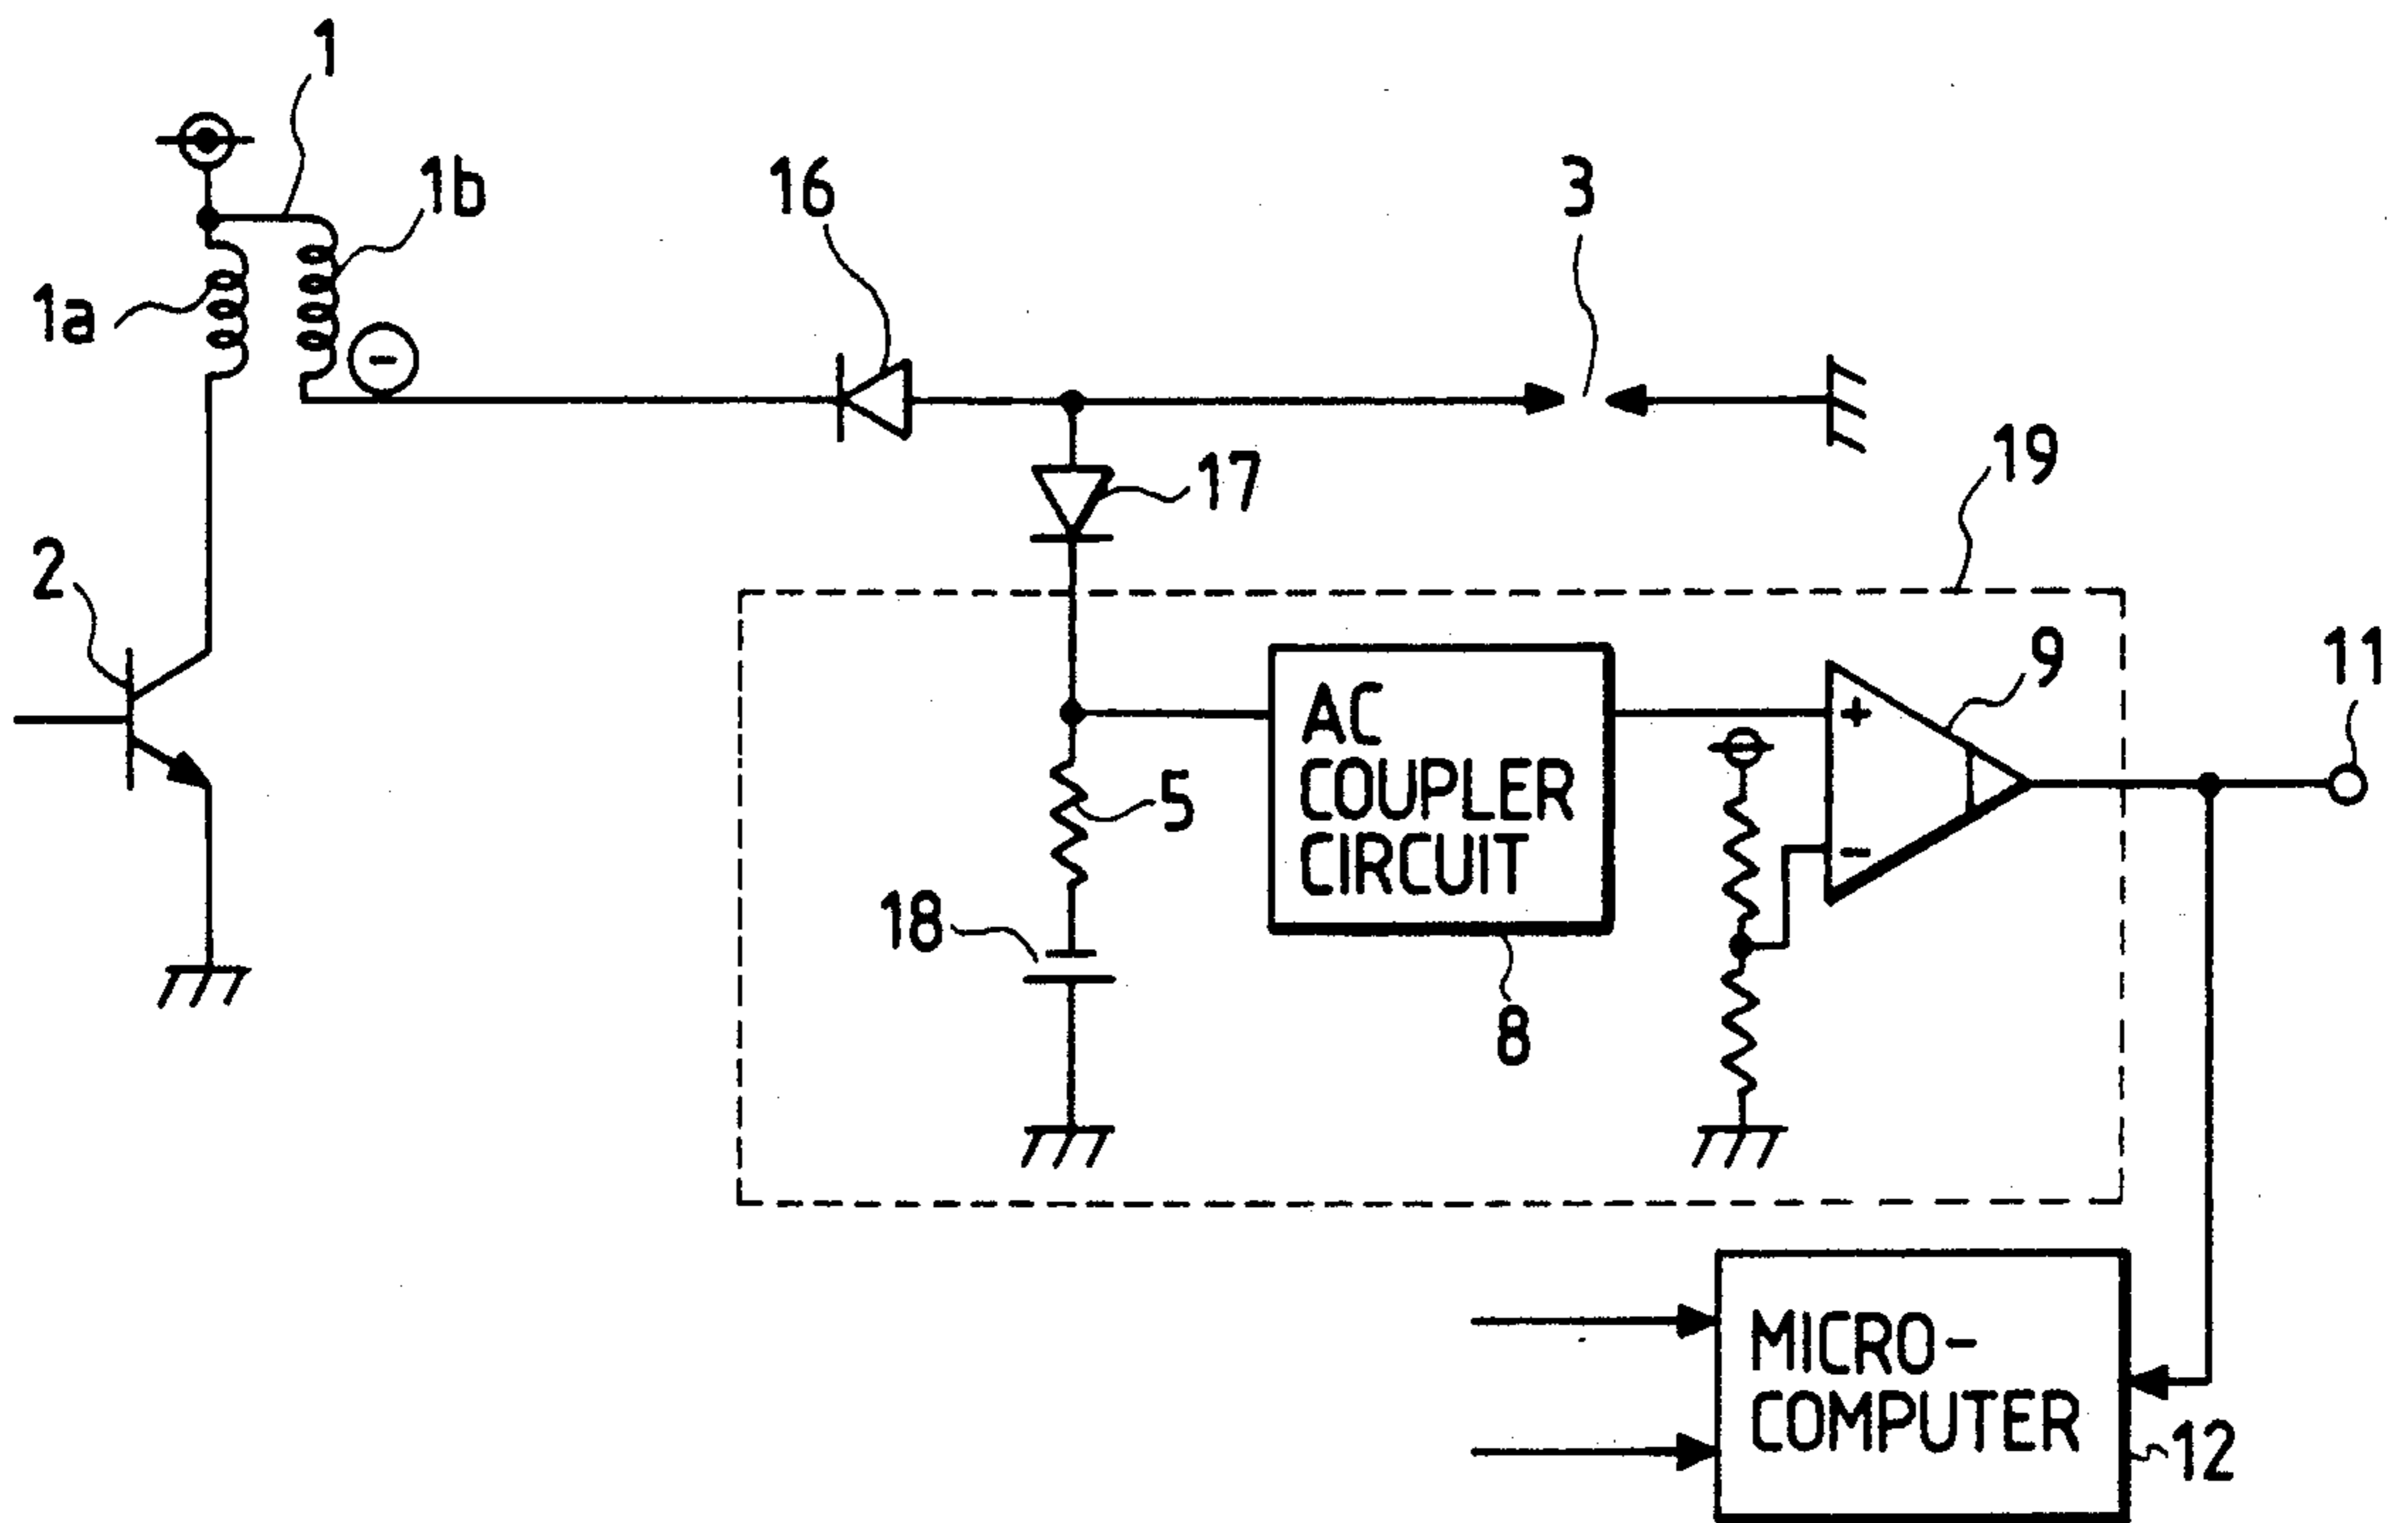 1
1b
16
3
1a
17
19
2
AC
COUPLER
CIRCUIT
+
-
9
11
5
18
8
MICRO-
COMPUTER
12
-